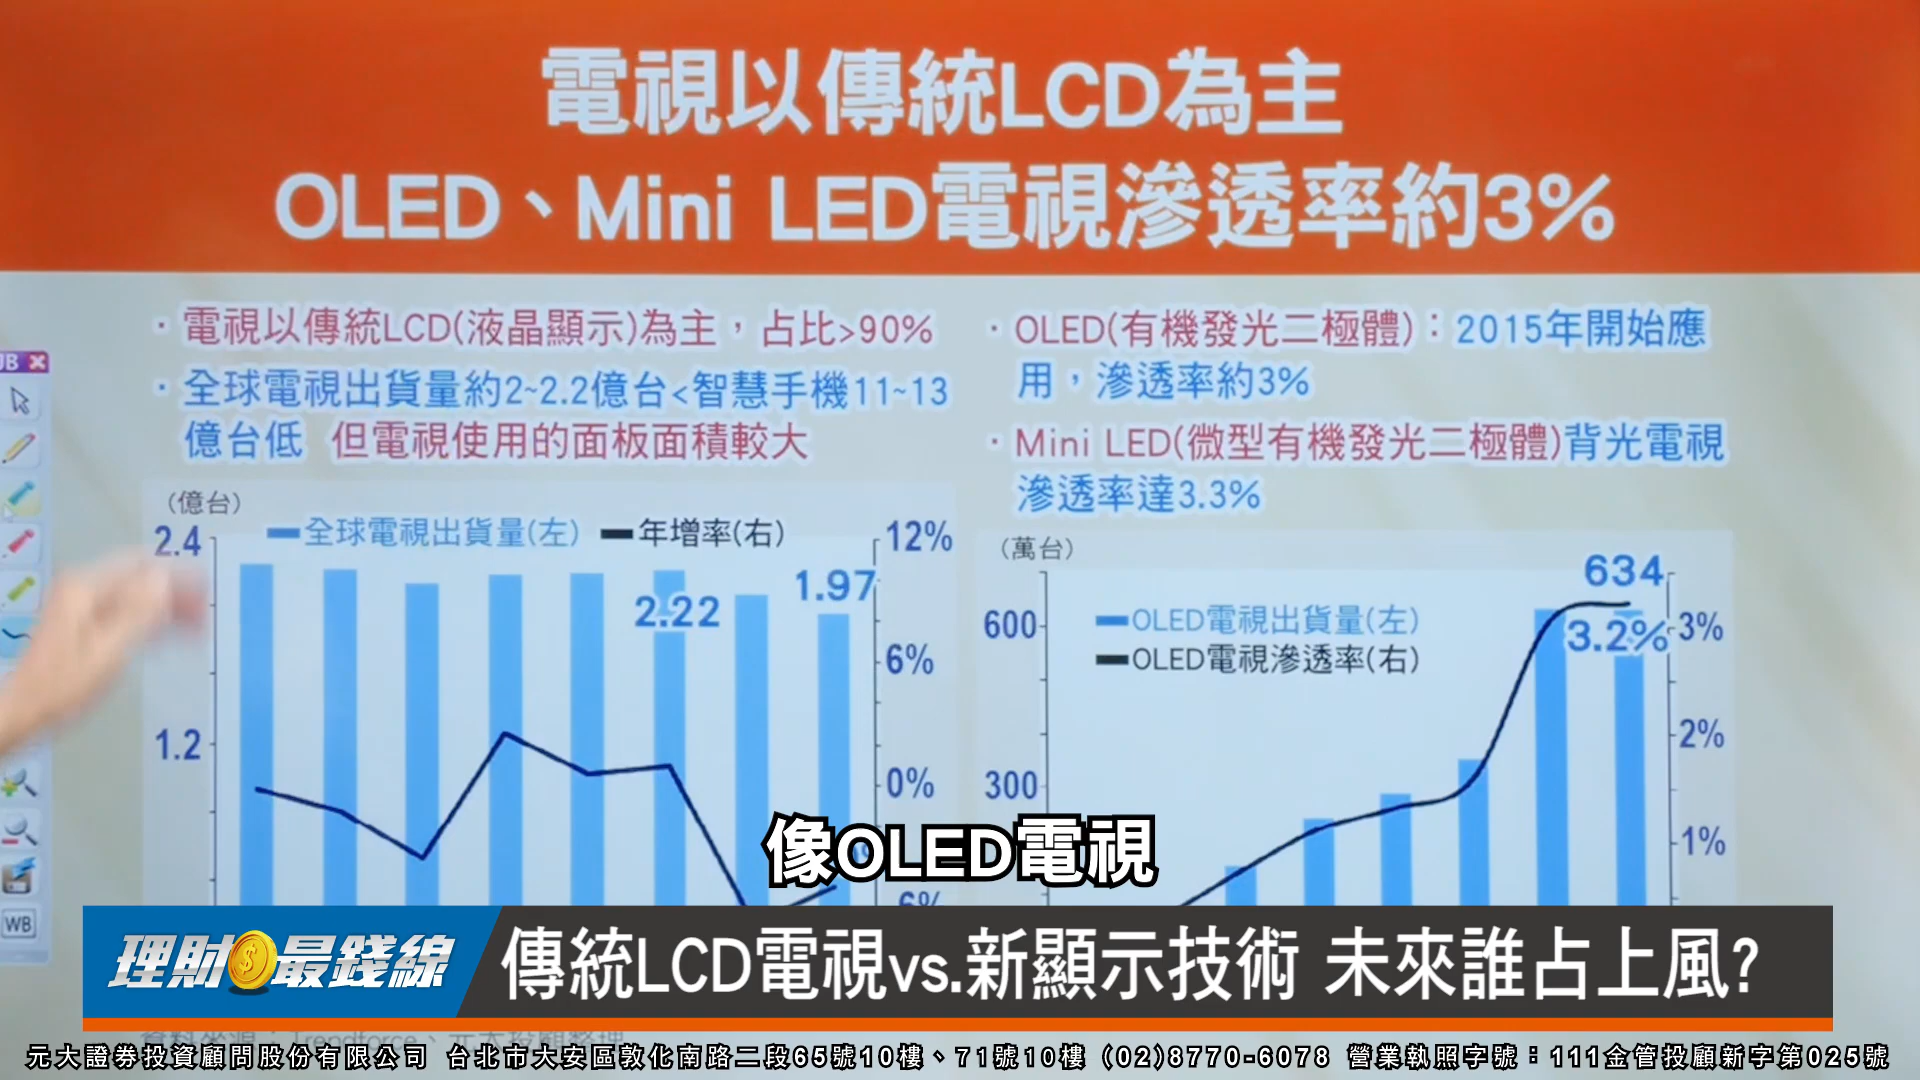 電視以傳統LCD為主
OLED、Mini LED電視滲透率約3%
· 電視以傳統LCD(液晶顯示)為主，占比>90%
· 全球電視出貨量約2~2.2億台<智慧手機11~13
億台低 但電視使用的面板面積較大
· OLED(有機發光二極體)：2015年開始應
用，滲透率約3%
· Mini LED(微型有機發光二極體)背光電視
滲透率達3.3%
(億台)
全球電視出貨量(左) 年增率(右)
2.4
1.2
12%
6%
0%
2.22
1.97
(萬台)
OLED電視出貨量(左)
OLED電視滲透率(右)
600
300
634
3.2%
3%
2%
1%
WB
像OLED電視
理財最錢線
傳統LCD電視vs.新顯示技術 未來誰占上風?
元大證券投資顧問股份有限公司 台北市大安區敦化南路二段65號10樓、71號10樓 (02)8770-6078 營業執照字號：111金管投顧新字第025號